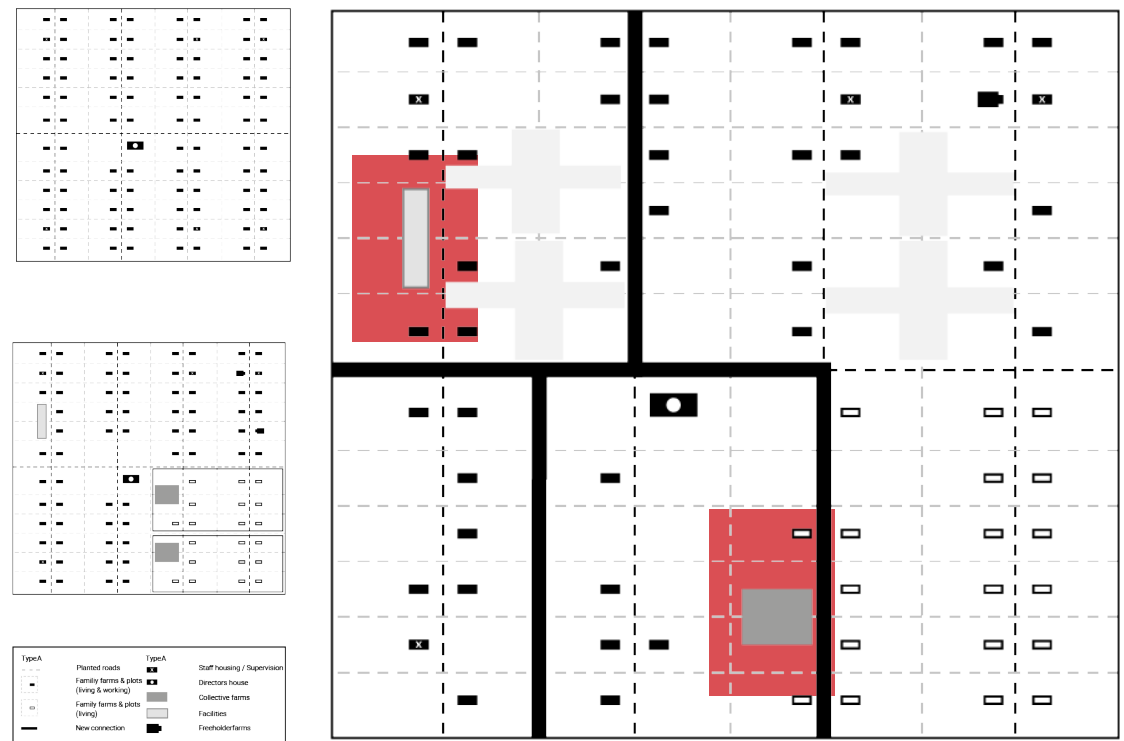 X
X
X
X
TypeA
TypeA
Planted roads
Family farms & plots
(living & working)
Family farms & plots
(living)
New connection
X
Staff housing / Supervision
Directors house
Collective farms
Facilities
Freeholderfarms